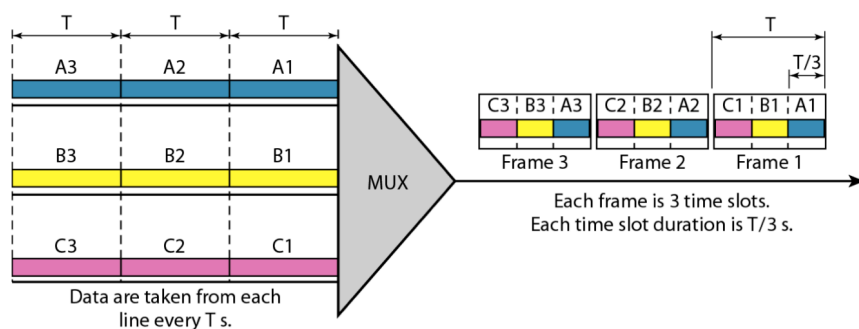 T T T T
T/3
A3 A2 A1
C3 B3 A3 C2 B2 A2 C1 B1 A1
Frame 3 Frame 2 Frame 1
B3 B2 B1
MUX
Each frame is 3 time slots.
Each time slot duration is T/3 s.
C3 C2 C1
Data are taken from each
line every T s.